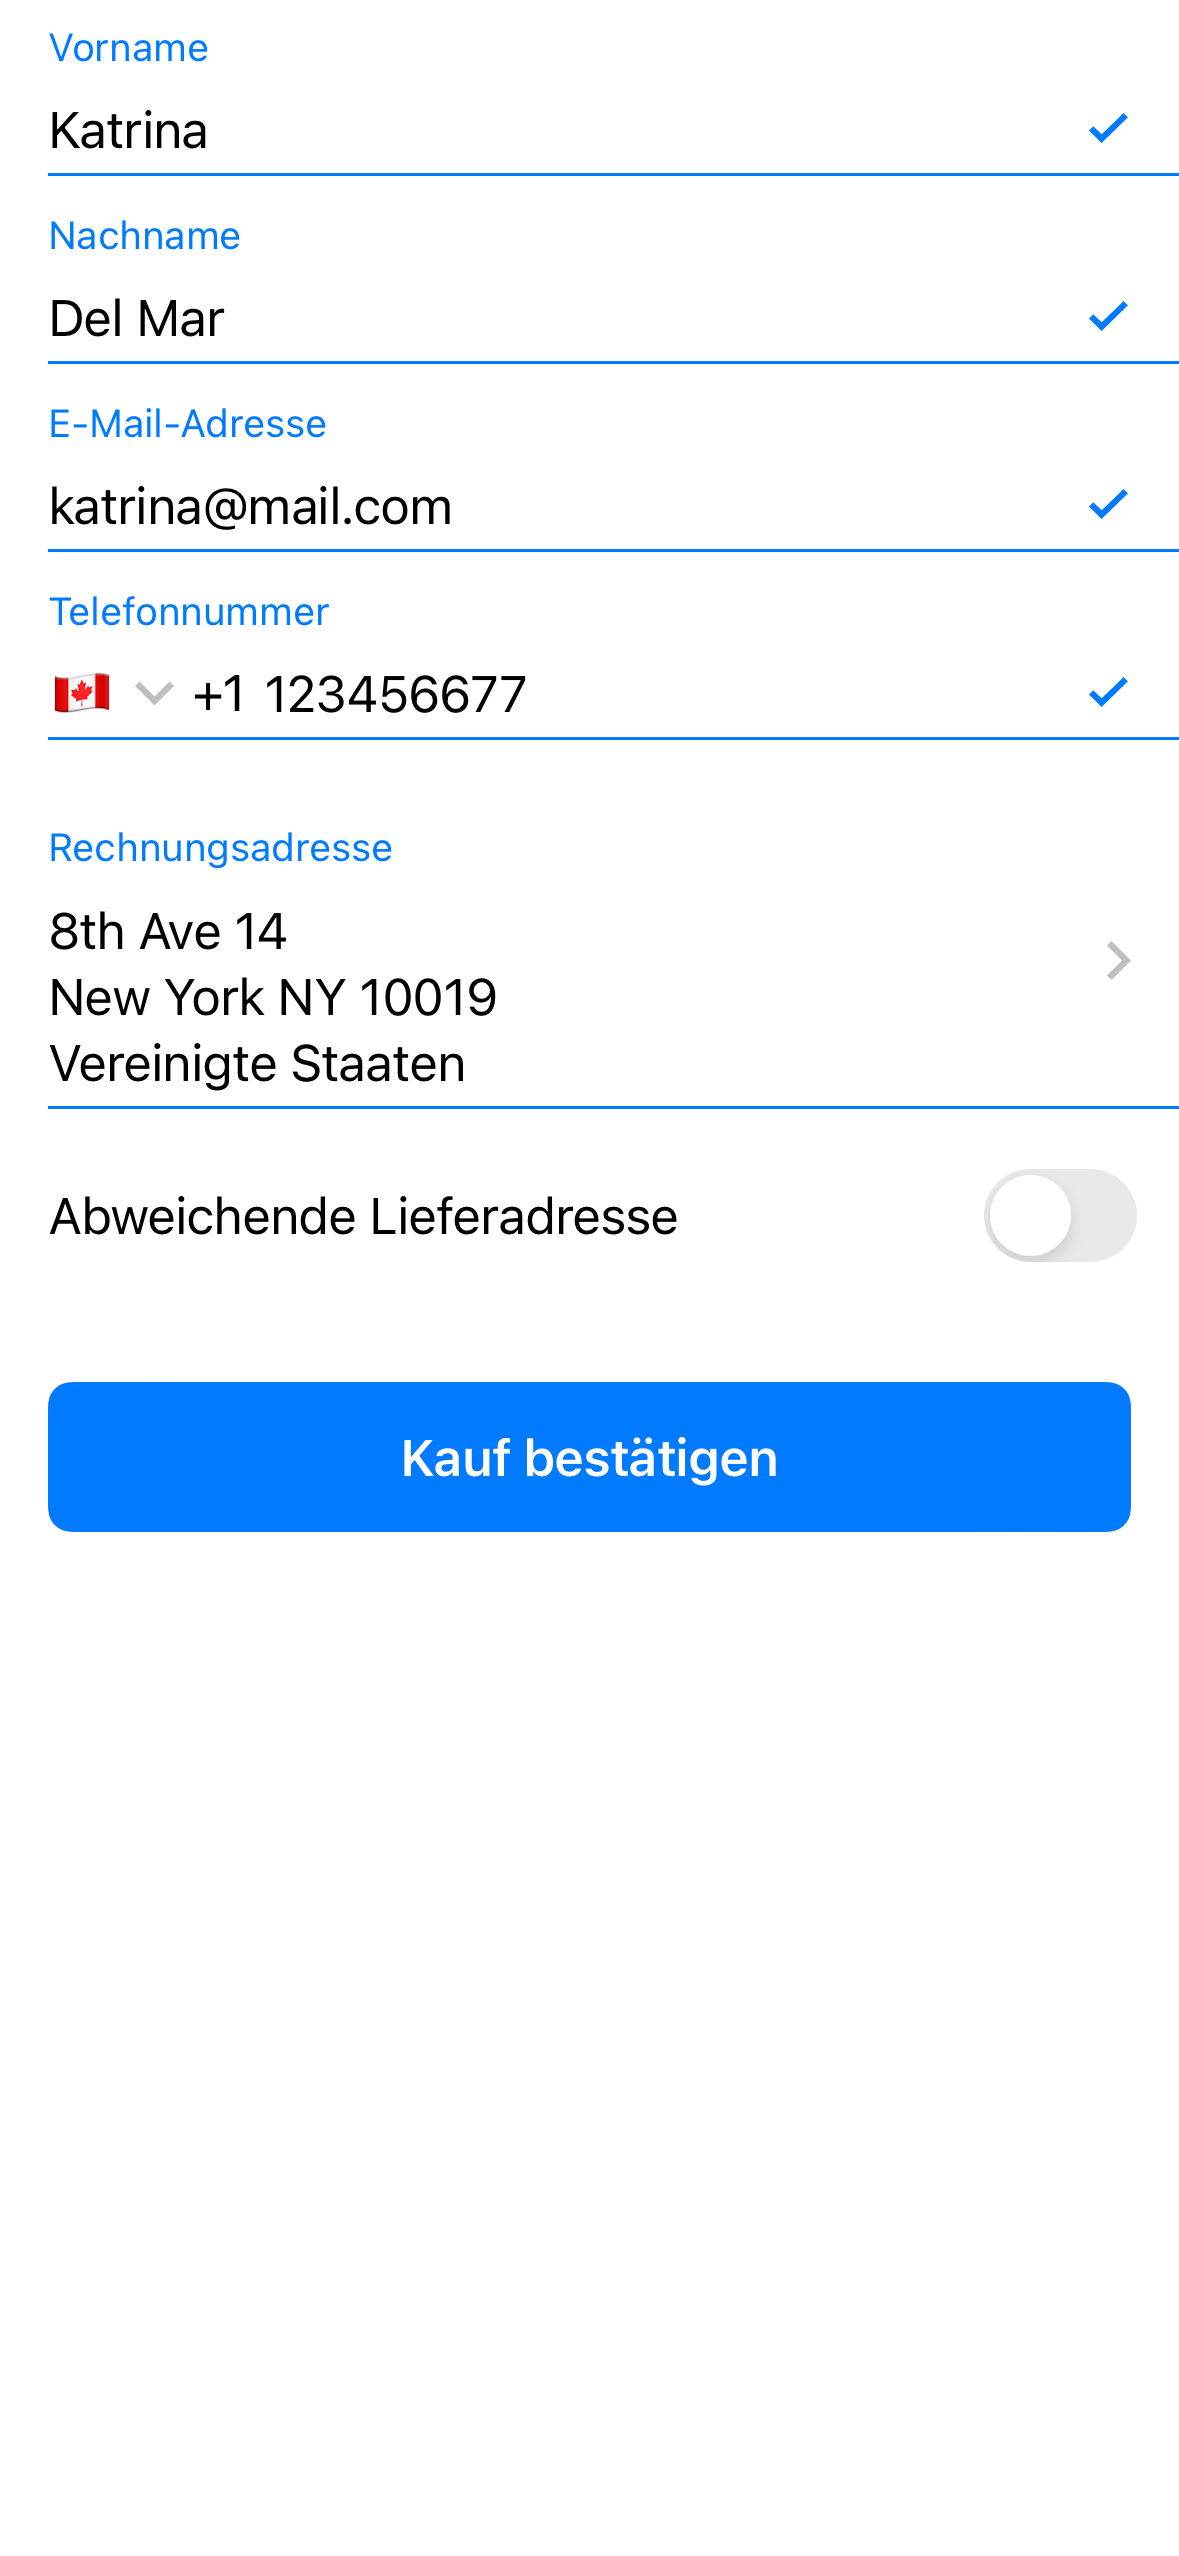 Vorname
Katrina
Nachname
Del Mar
E-Mail-Adresse
katrina@mail.com
Telefonnummer
+1 123456677
Rechnungsadresse
8th Ave 14
New York NY 10019
Vereinigte Staaten
Abweichende Lieferadresse
Kauf bestätigen